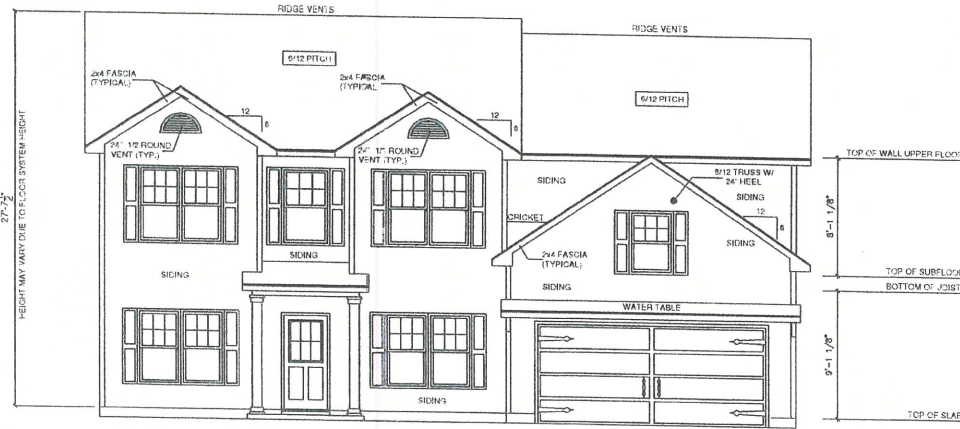 RIDGE VENTS
RIDGE VENTS
6/12 PITCH
2x4 FASCIA
(TYPICAL)
2x4 FASCIA
(TYPICAL
6/12 PITCH
12
8
12
8
24" 1/2 ROUND
VENT (TYP.)
24" 1/2 ROUND
VENT (TYP.)
HEIGHT MAY VARY DUE TO FLOOR SYSTEM HEIGHT
27'-7 1/2"
TOP OF WALL UPPER FLOOR
SIDING
8/12 TRUSS W/
24" HEEL
SIDING
12
8
CRICKET
SIDING
SIDING
2x4 FASCIA
(TYPICAL)
8'-1 1/8"
SIDING
TOP OF SUBFLOOR
BOTTOM OF JOIST
SIDING
WATER TABLE
9'-1 1/8"
SIDING
TOP OF SLAB